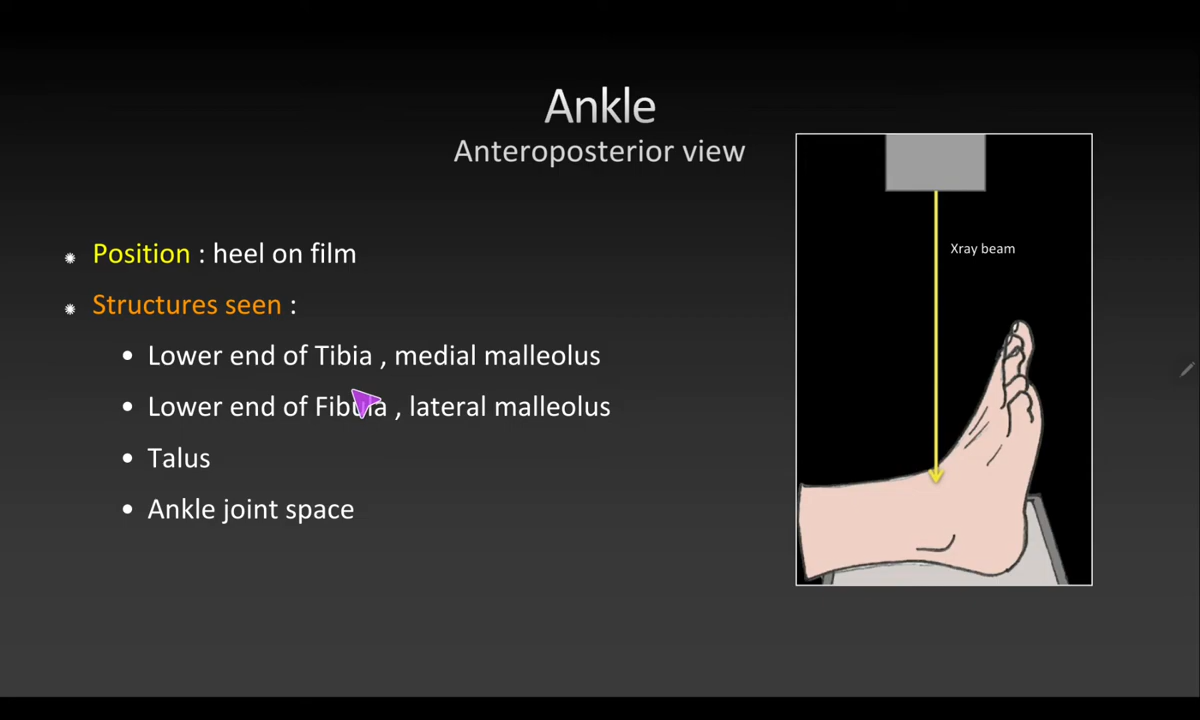 Ankle
Anteroposterior view
Xray beam
Position : heel on film
Structures seen :
Lower end of Tibia , medial malleolus
Lower end of Fibula , lateral malleolus
Talus
Ankle joint space